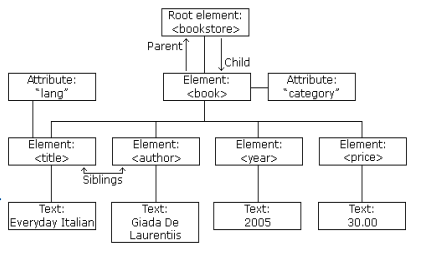 Root element:
<bookstore>
Parent
Child
Attribute:
"lang"
Element:
<book>
Attribute:
"category"
Element:
<title>
Element:
<author>
Element:
<year>
Element:
<price>
Siblings
Text:
Everyday Italian
Text:
Giada De
Laurentiis
Text:
2005
Text:
30.00